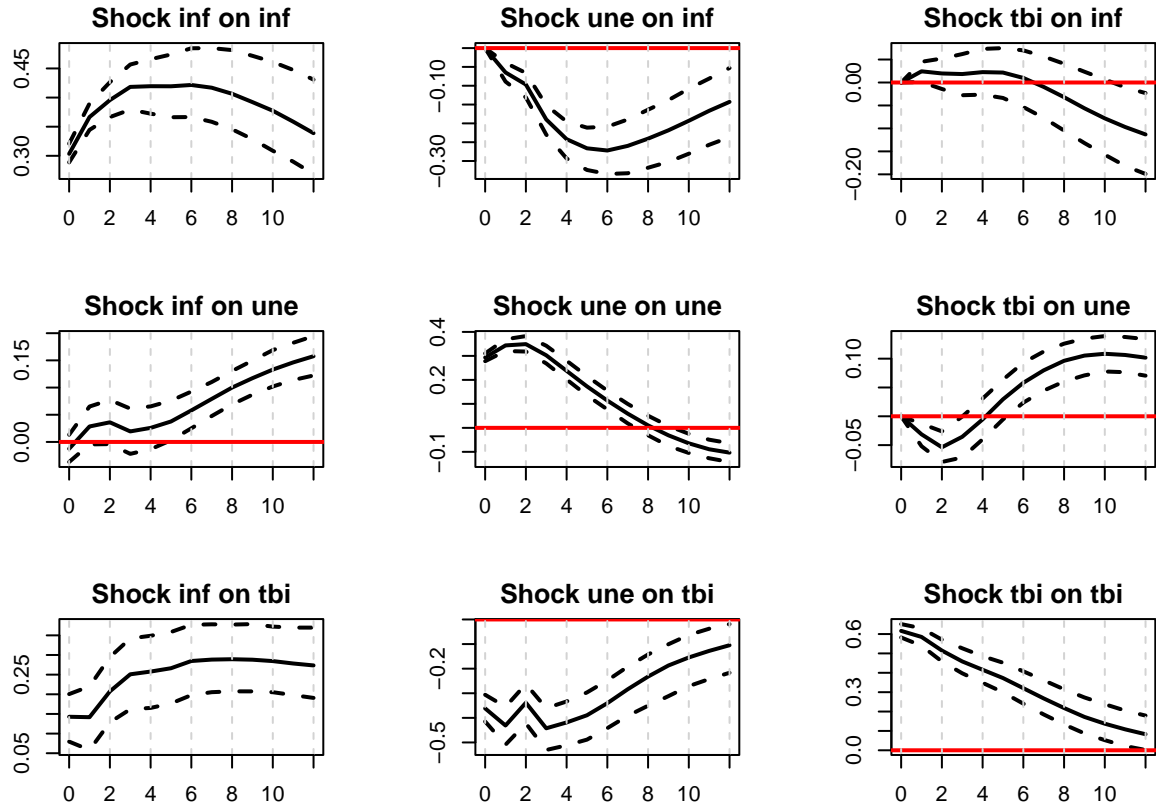 Shock inf on inf
Shock une on inf
Shock tbi on inf
0.30 0.45
−0.30 −0.10
−0.20 0.00
0 2 4 6 8 10
0 2 4 6 8 10
0 2 4 6 8 10
Shock inf on une
Shock une on une
Shock tbi on une
0.00 0.15
−0.1 0.2 0.4
−0.05 0.10
0 2 4 6 8 10
0 2 4 6 8 10
0 2 4 6 8 10
Shock inf on tbi
Shock une on tbi
Shock tbi on tbi
0.05 0.25
−0.5 −0.2
0.0 0.3 0.6
0 2 4 6 8 10
0 2 4 6 8 10
0 2 4 6 8 10